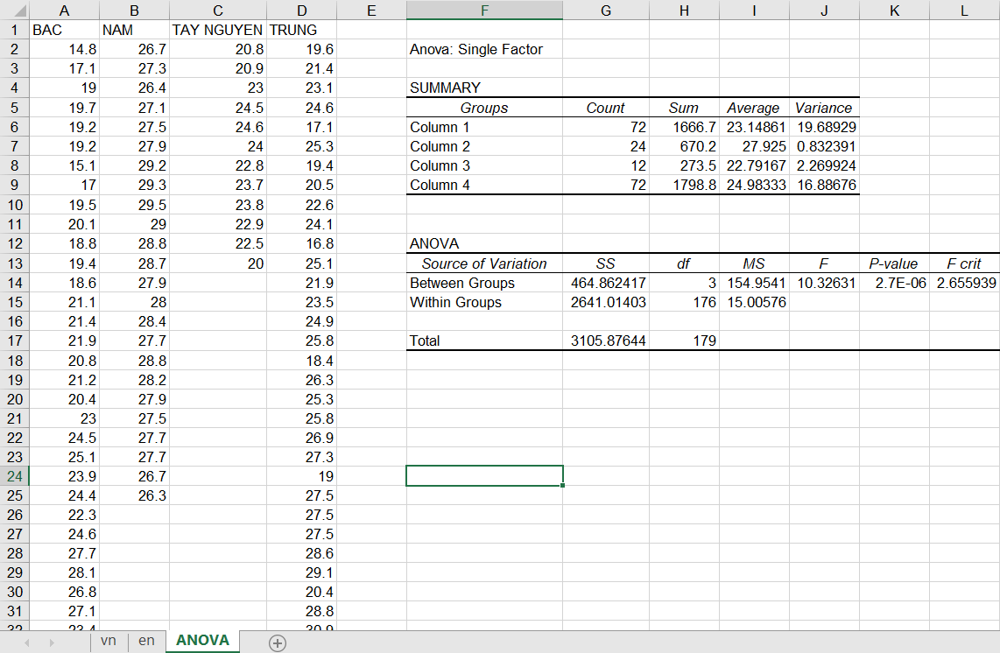 A B C D E F G H I J K L
1 BAC NAM TAY NGUYEN TRUNG
2 14.8 26.7 20.8 19.6 Anova: Single Factor
3 17.1 27.3 20.9 21.4
4 19 26.4 23 23.1 SUMMARY
5 19.7 27.1 24.5 24.6 Groups Count Sum Average Variance
6 19.2 27.5 24.6 17.1 Column 1 72 1666.7 23.14861 19.68929
7 19.2 27.9 24 25.3 Column 2 24 670.2 27.925 0.832391
8 15.1 29.2 22.8 19.4 Column 3 12 273.5 22.79167 2.269924
9 17 29.3 23.7 20.5 Column 4 72 1798.8 24.98333 16.88676
10 19.5 29.5 23.8 22.6
11 20.1 29 22.9 24.1
12 18.8 28.8 22.5 16.8 ANOVA
13 19.4 28.7 20 25.1 Source of Variation SS df MS F P-value F crit
14 18.6 27.9 21.9 Between Groups 464.862417 3 154.9541 10.32631 2.7E-06 2.655939
15 21.1 28 23.5 Within Groups 2641.01403 176 15.00576
16 21.4 28.4 24.9
17 21.9 27.7 25.8 Total 3105.87644 179
18 20.8 28.8 18.4
19 21.2 28.2 26.3
20 20.4 27.9 25.3
21 23 27.5 25.8
22 24.5 27.7 26.9
23 25.1 27.7 27.3
24 23.9 26.7 19
25 24.4 26.3 27.5
26 22.3 27.5
27 24.6 27.5
28 27.7 28.6
29 28.1 29.1
30 26.8 20.4
31 27.1 28.8
32 23.4
vn en ANOVA